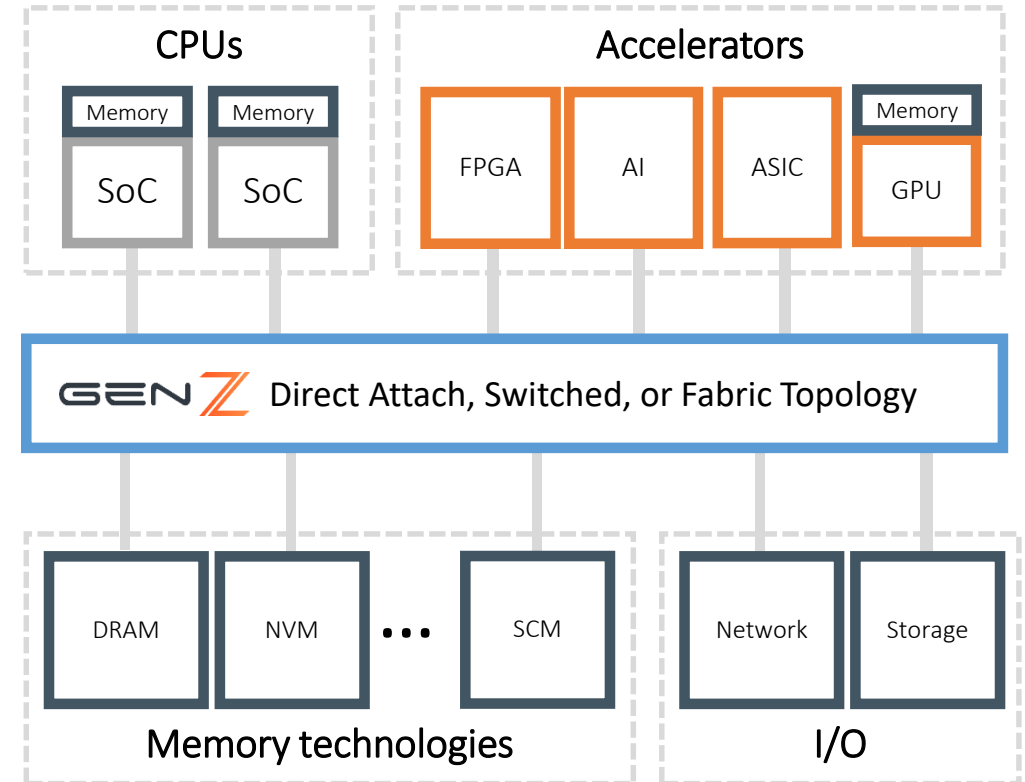 CPUs
Accelerators
Memory
Memory
Memory
SoC
SoC
FPGA
AI
ASIC
GPU
GEN Z Direct Attach, Switched, or Fabric Topology
DRAM
NVM
...
SCM
Network
Storage
Memory technologies
I/O